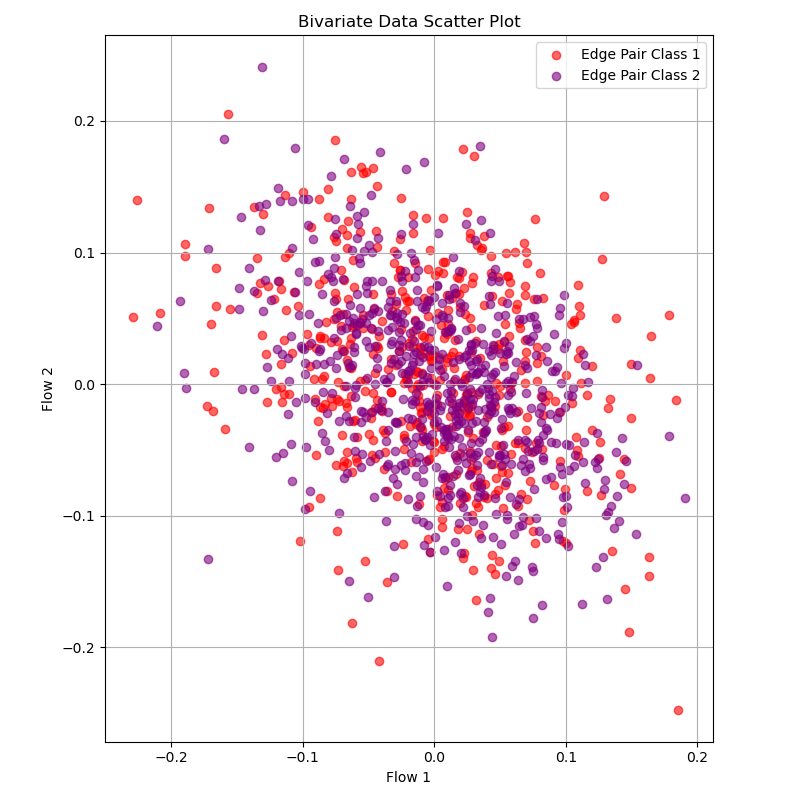 Bivariate Data Scatter Plot
Edge Pair Class 1
Edge Pair Class 2
Flow 2
0.2
0.1
0.0
−0.1
−0.2
−0.2
−0.1
0.0
0.1
0.2
Flow 1